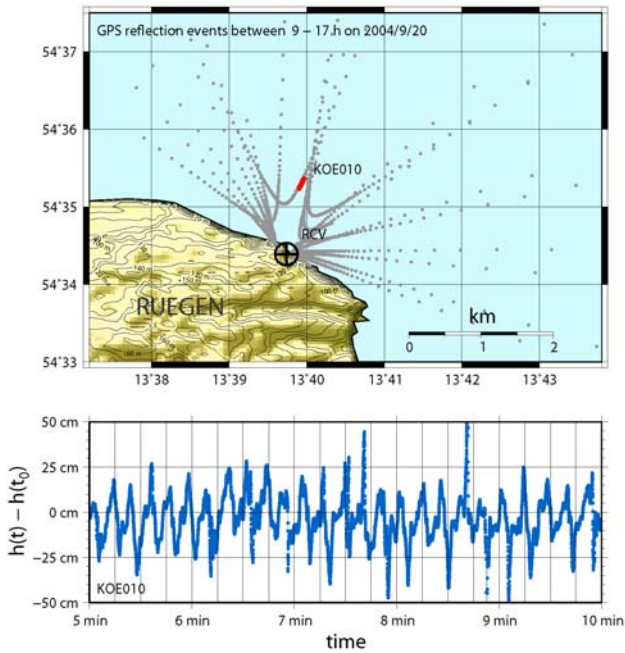 GPS reflection events between 9 – 17.h on 2004/9/20
54°37
54°36
KOE010
54°35
RCV
54°34
RUEGEN
km
0 1 2
54°33
13°38 13°39 13°40 13°41 13°42 13°43
50 cm
25 cm
0 cm
−25 cm
−50 cm
h(t) − h(t0)
KOE010
5 min 6 min 7 min 8 min 9 min 10 min
time